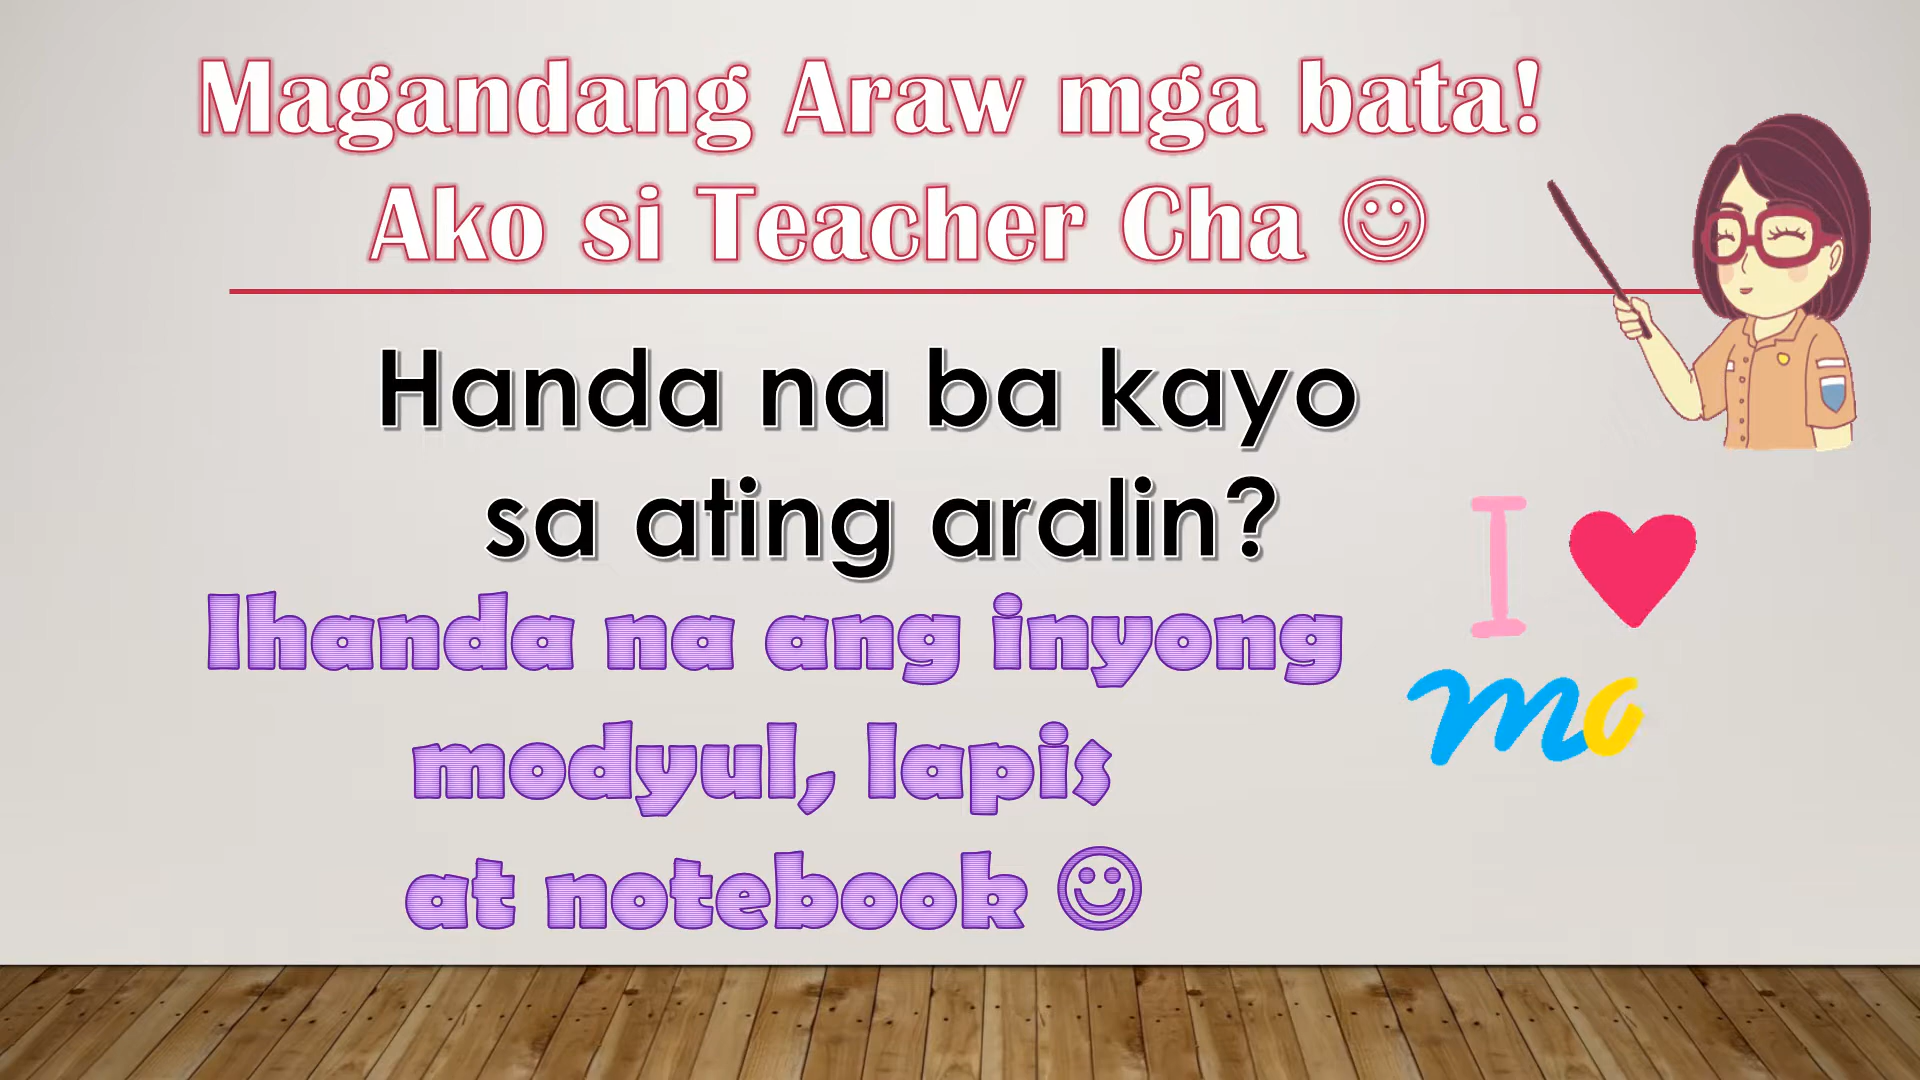 Magandang Araw mga bata!
Ako si Teacher Cha ☺
Handa na ba kayo
sa ating aralin?
Ihanda na ang inyong
modyul, lapis
at notebook ☺
I ♥
mo